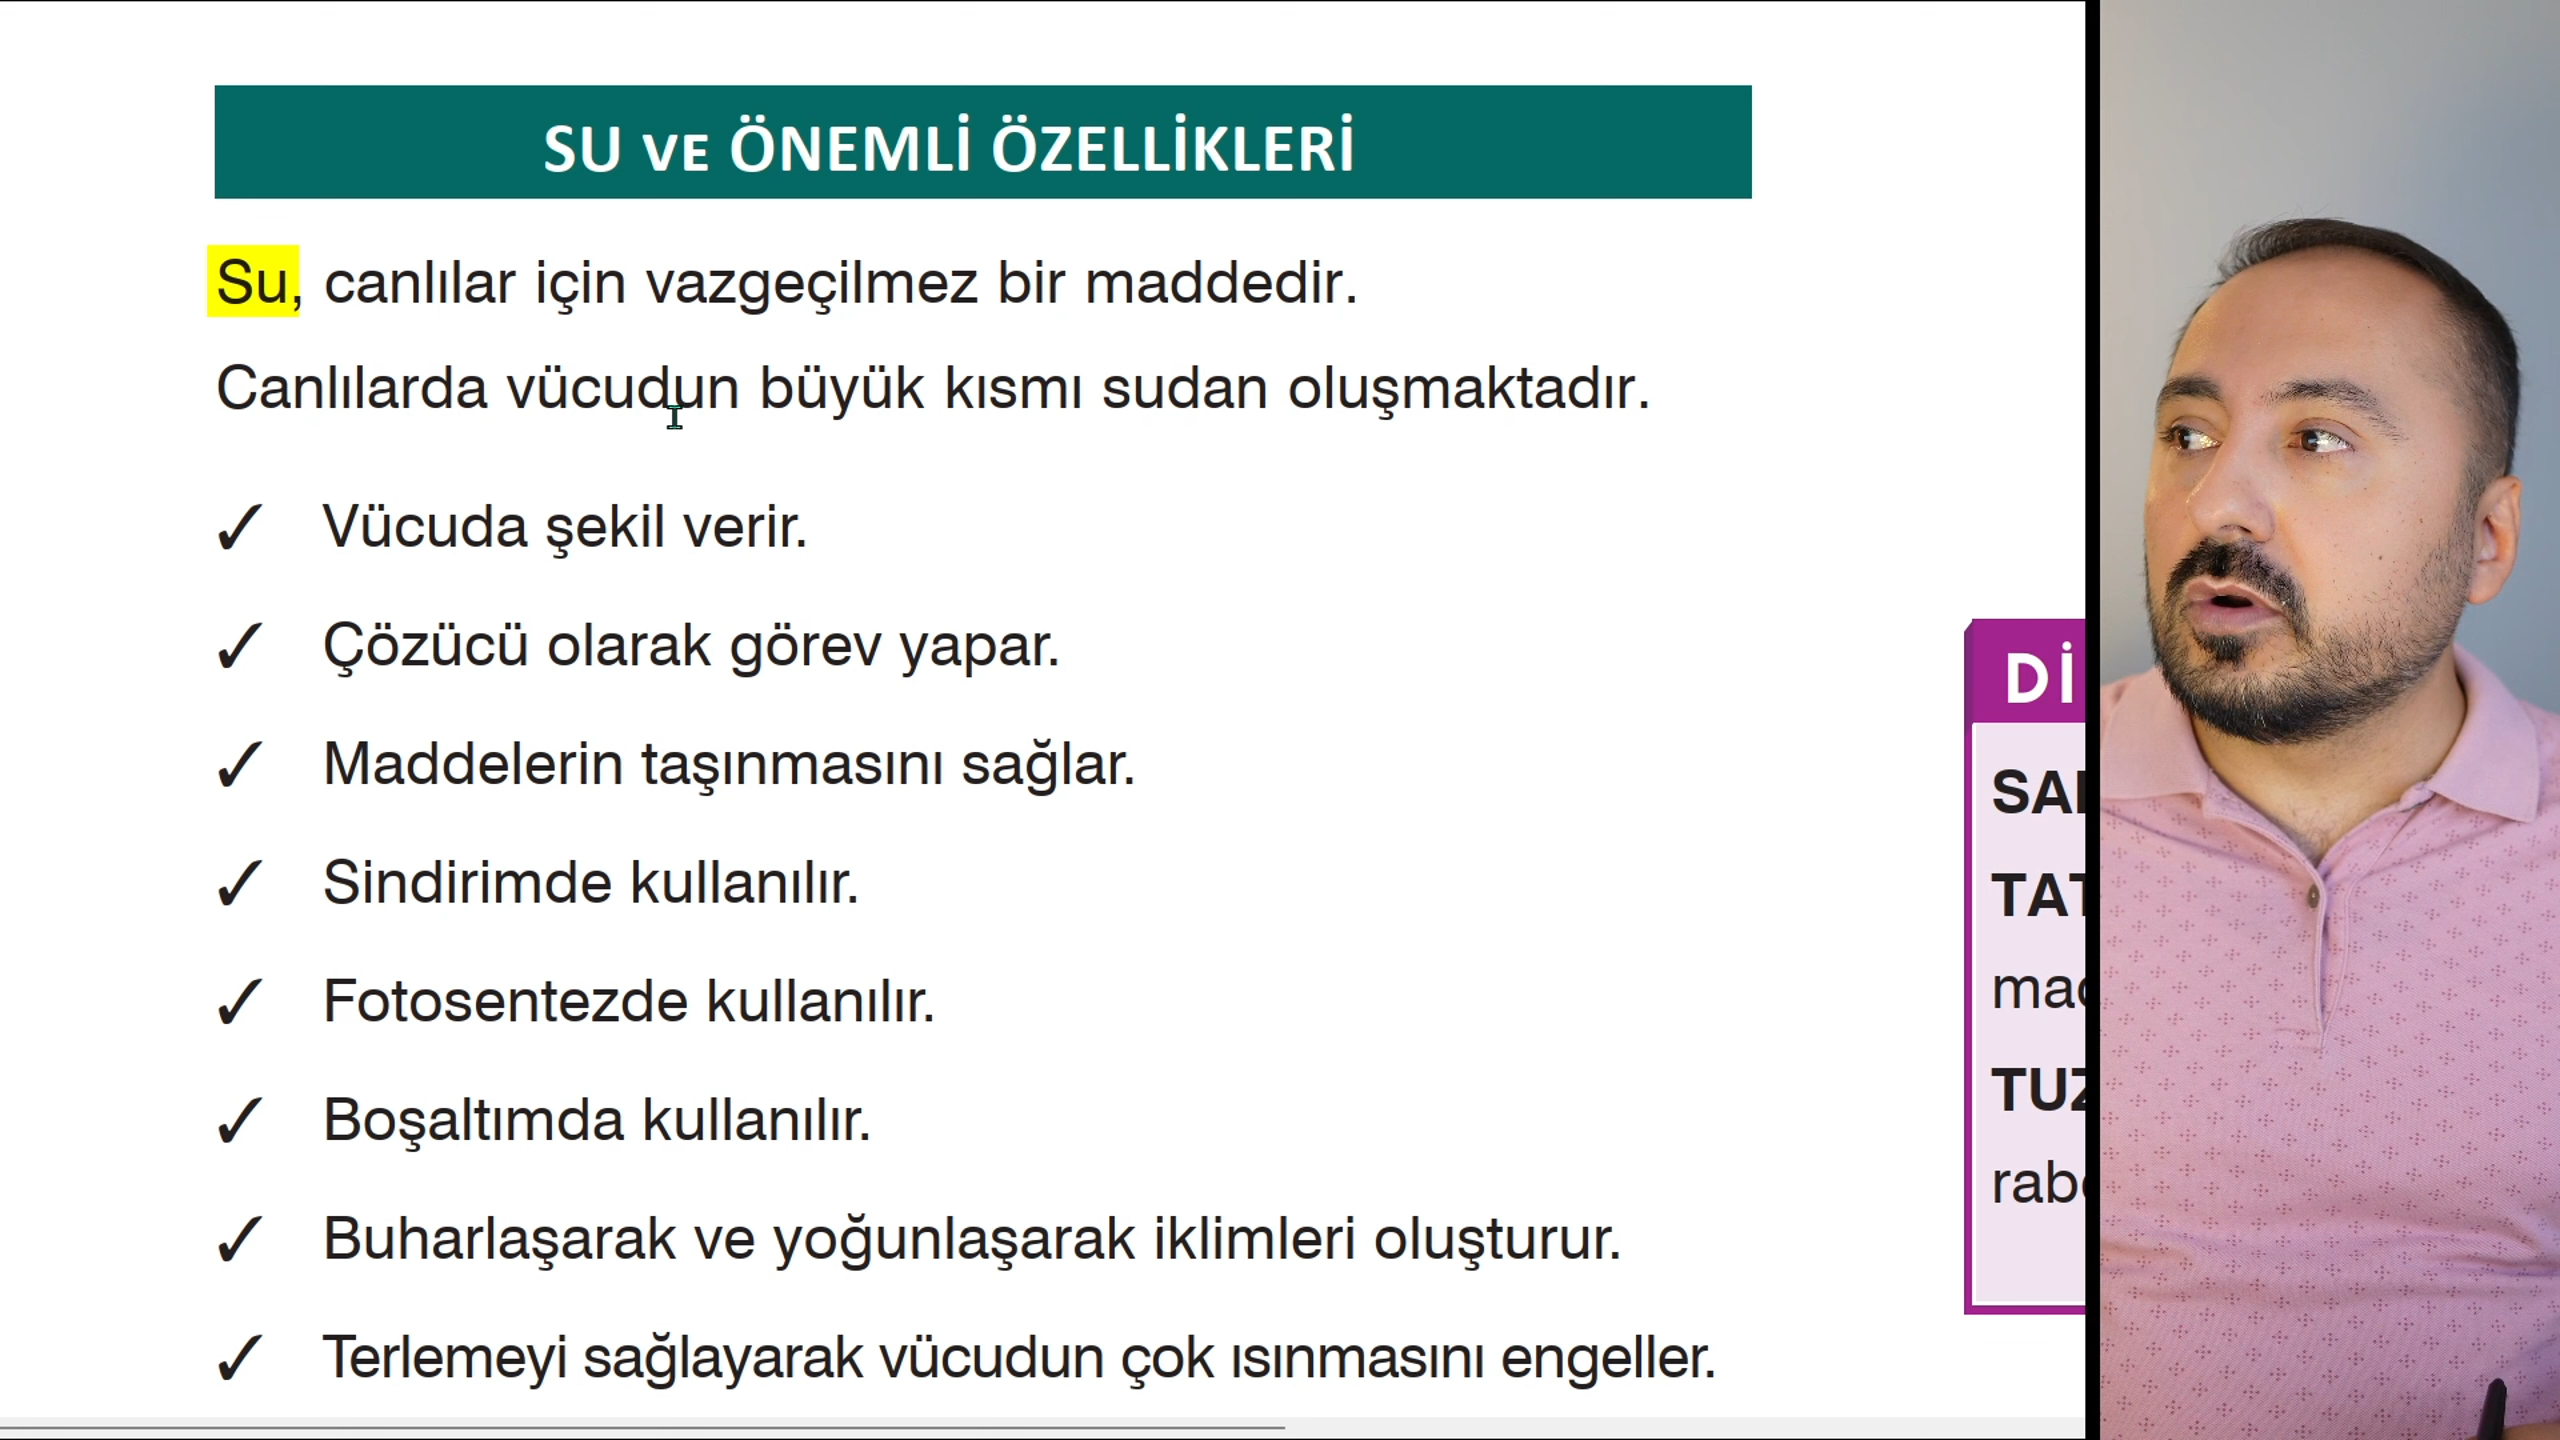 SU VE ÖNEMLİ ÖZELLİKLERİ
Su, canlılar için vazgeçilmez bir maddedir.
Canlılarda vücudun büyük kısmı sudan oluşmaktadır.
✓ Vücuda şekil verir.
✓ Çözücü olarak görev yapar.
✓ Maddelerin taşınmasını sağlar.
✓ Sindirimde kullanılır.
✓ Fotosentezde kullanılır.
✓ Boşaltımda kullanılır.
✓ Buharlaşarak ve yoğunlaşarak iklimleri oluşturur.
✓ Terlemeyi sağlayarak vücudun çok ısınmasını engeller.